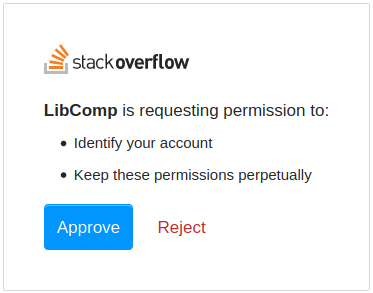 stackoverflow
LibComp is requesting permission to:
Identify your account
Keep these permissions perpetually
Approve Reject